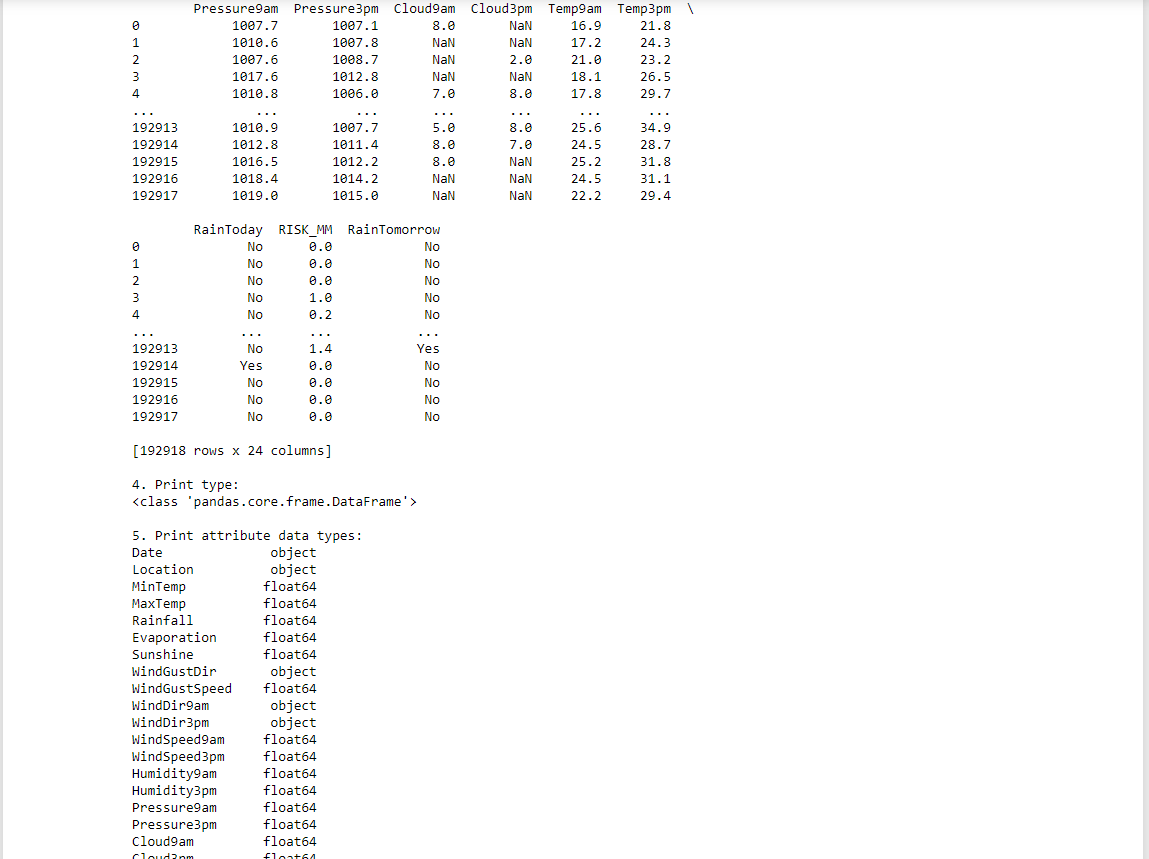 Pressure9am  Pressure3pm  Cloud9am  Cloud3pm  Temp9am  Temp3pm  \
0            1007.7       1007.1       8.0       NaN     16.9     21.8
1            1010.6       1007.8       NaN       NaN     17.2     24.3
2            1007.6       1008.7       NaN       2.0     21.0     23.2
3            1017.6       1012.8       NaN       NaN     18.1     26.5
4            1010.8       1006.0       7.0       8.0     17.8     29.7
...             ...          ...       ...       ...      ...      ...
192913       1010.9       1007.7       5.0       8.0     25.6     34.9
192914       1012.8       1011.4       8.0       7.0     24.5     28.7
192915       1016.5       1012.2       8.0       NaN     25.2     31.8
192916       1018.4       1014.2       NaN       NaN     24.5     31.1
192917       1019.0       1015.0       NaN       NaN     22.2     29.4

        RainToday  RISK_MM  RainTomorrow
0              No      0.0            No
1              No      0.0            No
2              No      0.0            No
3              No      1.0            No
4              No      0.2            No
...           ...      ...           ...
192913         No      1.4           Yes
192914        Yes      0.0            No
192915         No      0.0            No
192916         No      0.0            No
192917         No      0.0            No

[192918 rows x 24 columns]

4. Print type:
<class 'pandas.core.frame.DataFrame'>

5. Print attribute data types:
Date              object
Location          object
MinTemp          float64
MaxTemp          float64
Rainfall         float64
Evaporation      float64
Sunshine         float64
WindGustDir       object
WindGustSpeed    float64
WindDir9am        object
WindDir3pm        object
WindSpeed9am     float64
WindSpeed3pm     float64
Humidity9am      float64
Humidity3pm      float64
Pressure9am      float64
Pressure3pm      float64
Cloud9am         float64
Cloud3pm         float64